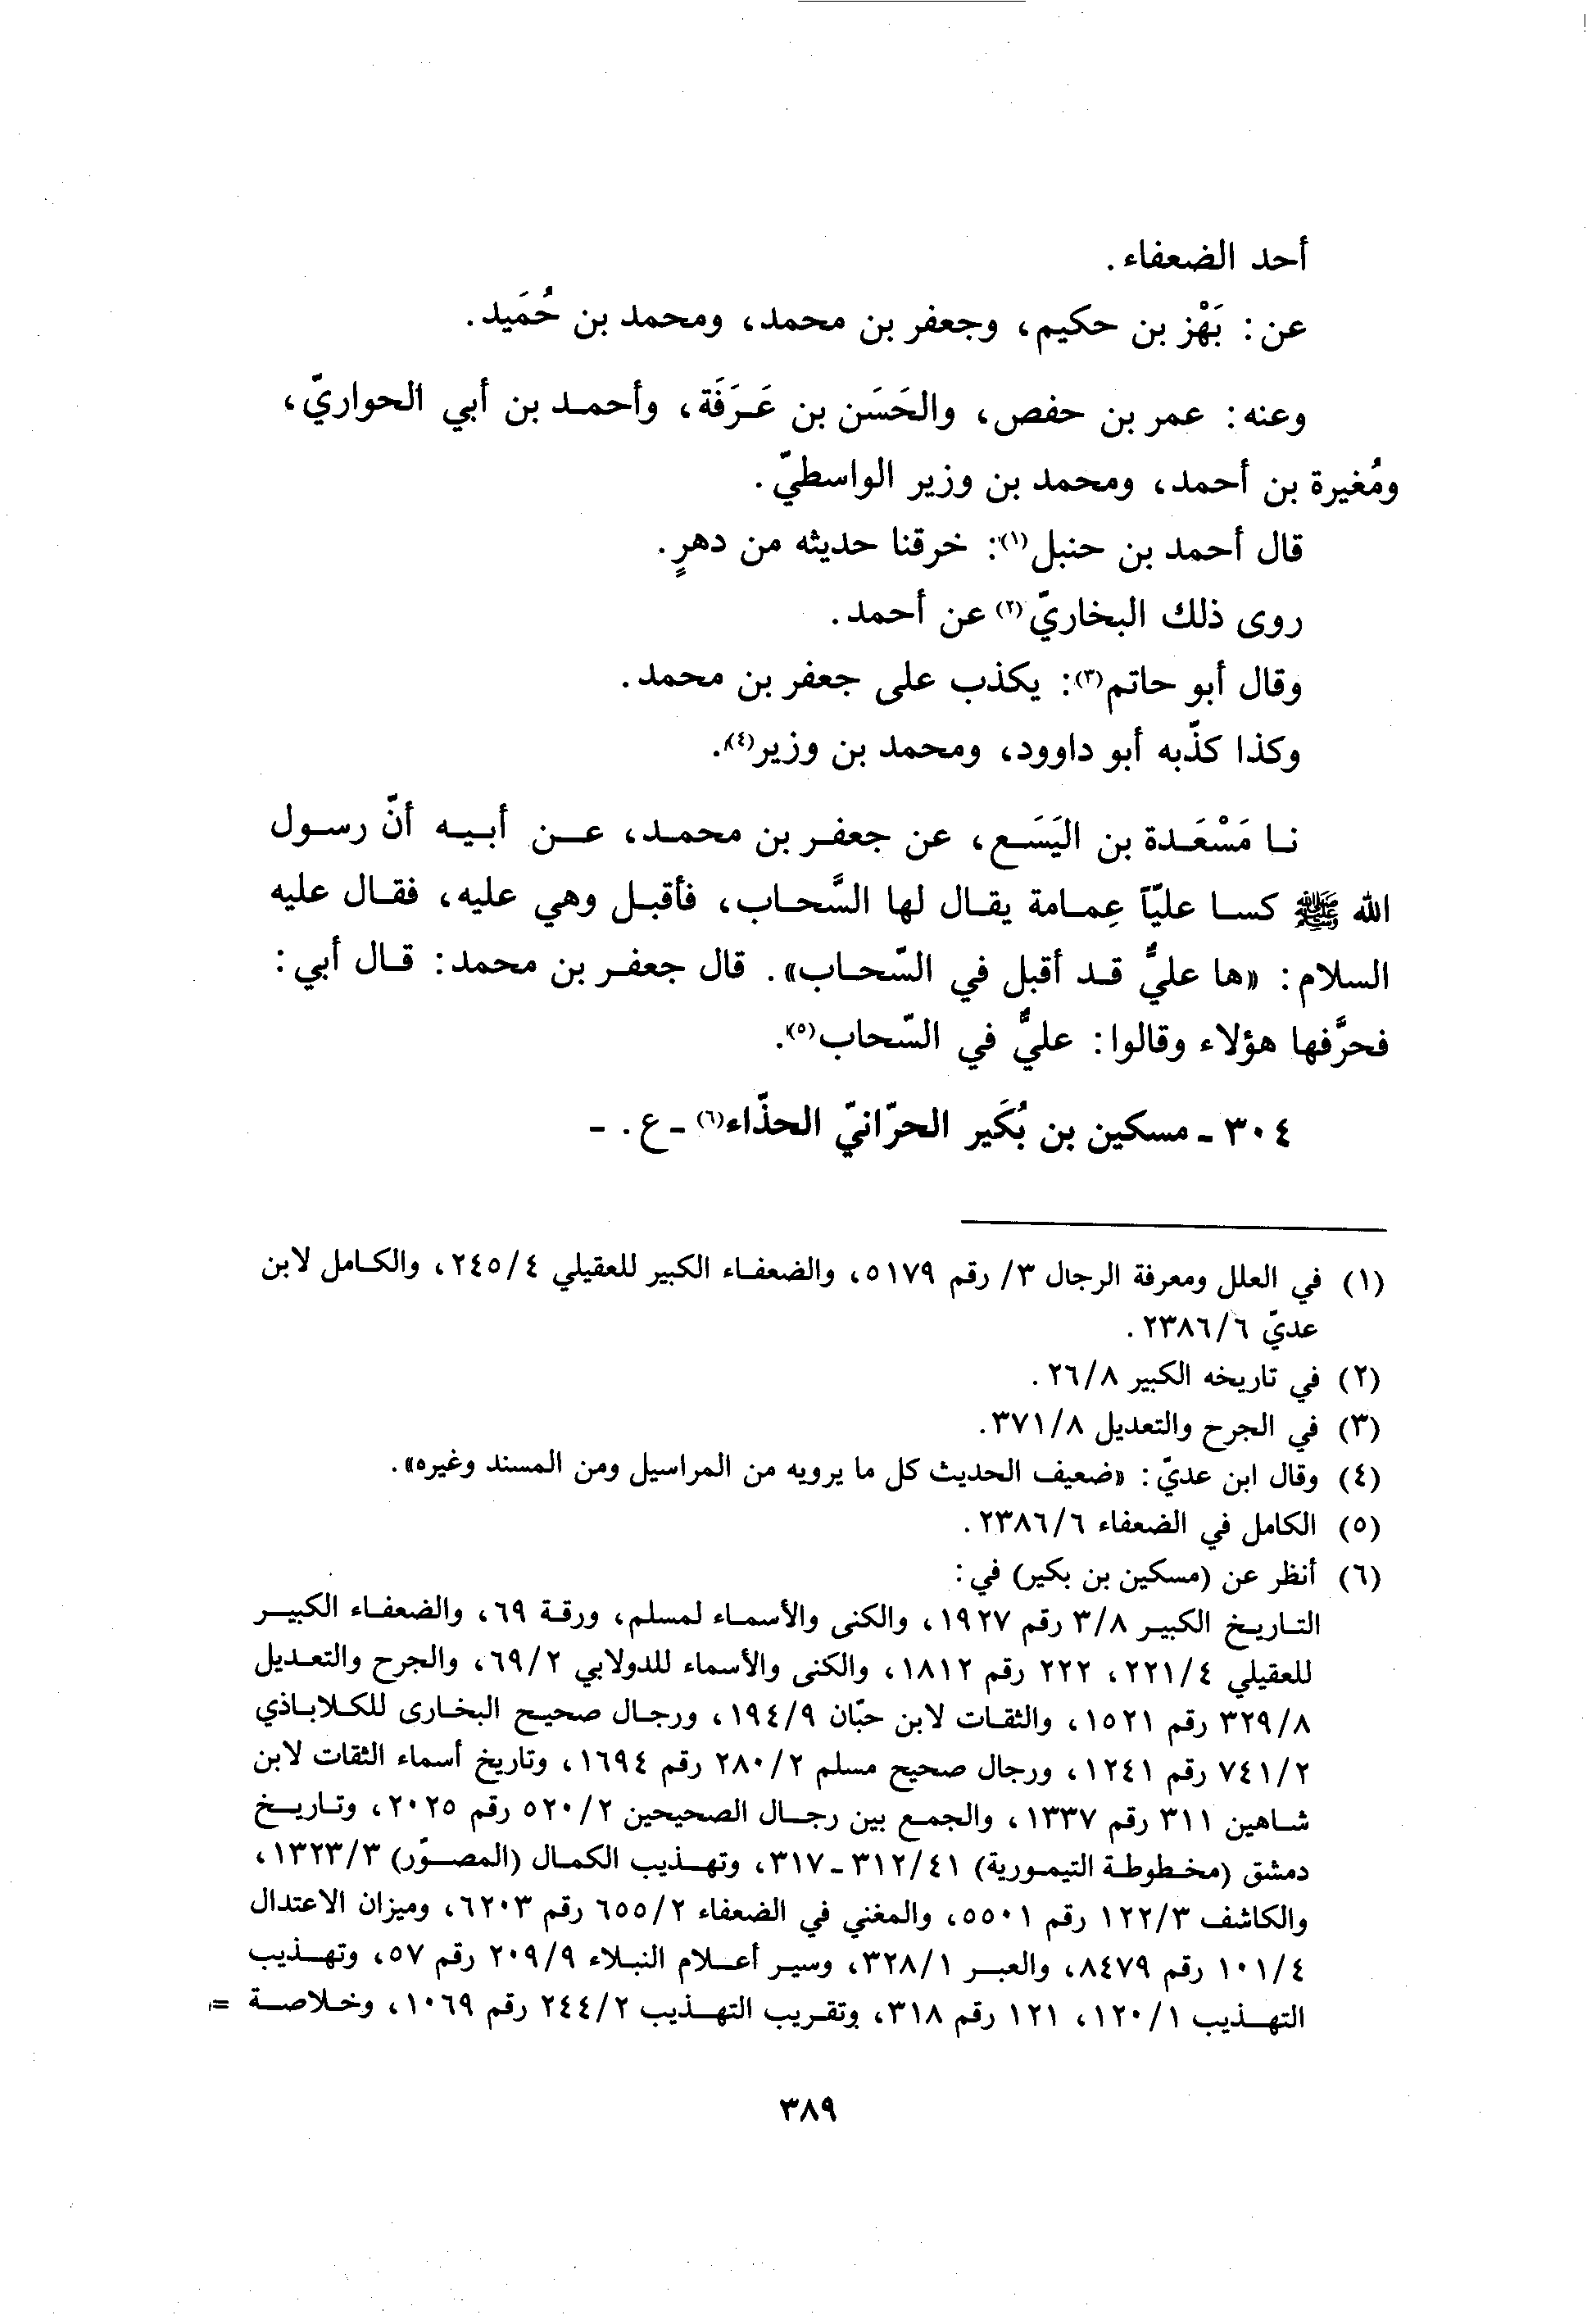 أحد الضعفاء.
عن: بَهْز بن حكيم، وجعفر بن محمد، ومحمد بن حُمَيد.
وعنه: عمر بن حفص، والحَسَن بن عَرَفَة، وأحمد بن أبي الحواريّ،
ومُغيرة بن أحمد، ومحمد بن وزير الواسطيّ.
قال أحمد بن حنبل(١): خرقنا حديثه من دهرٍ.
روى ذلك البخاريّ(٢) عن أحمد.
وقال أبو حاتم(٣): يكذب على جعفر بن محمد.
وكذا كذّبه أبو داوود، ومحمد بن وزير(٤).
نا مَسْعَدة بن اليَسَع، عن جعفر بن محمد، عن أبيه أنّ رسول
الله ﷺ كسا عليّاً عِمامة يقال لها السَّحاب، فأقبل وهي عليه، فقال عليه
السلام: «ها عليٌّ قد أقبل في السّحاب». قال جعفر بن محمد: قال أبي:
فحرَّفها هؤلاء وقالوا: عليٌّ في السّحاب(٥).
٣٠٤ - مسكين بن بُكَير الحرّانيّ الحذّاء(٦) - ع. -
(١) في العلل ومعرفة الرجال ٣/ رقم ٥١٧٩، والضعفاء الكبير للعقيلي ٢٤٥/٤، والكامل لابن
عديّ ٢٣٨٦/٦.
(٢) في تاريخه الكبير ٢٦/٨.
(٣) في الجرح والتعديل ٣٧١/٨.
(٤) وقال ابن عديّ: «ضعيف الحديث كل ما يرويه من المراسيل ومن المسند وغيره».
(٥) الكامل في الضعفاء ٢٣٨٦/٦.
(٦) أنظر عن (مسكين بن بكير) في:
التاريخ الكبير ٣/٨ رقم ١٩٢٧، والكنى والأسماء لمسلم، ورقة ٦٩، والضعفاء الكبير
للعقيلي ٢٢١/٤، ٢٢٢ رقم ١٨١٢، والكنى والأسماء للدولابي ٦٩/٢، والجرح والتعديل
٣٢٩/٨ رقم ١٥٢١، والثقات لابن حبّان ١٩٤/٩، ورجال صحيح البخارى للكلاباذي
٧٤١/٢ رقم ١٢٤١، ورجال صحيح مسلم ٢٨٠/٢ رقم ١٦٩٤، وتاريخ أسماء الثقات لابن
شاهين ٣١١ رقم ١٣٣٧، والجمع بين رجال الصحيحين ٥٢٠/٢ رقم ٢٠٢٥، وتاريخ
دمشق (مخطوطة التيمورية) ٣١٢/٤١ - ٣١٧، وتهذيب الكمال (المصوّر) ١٣٢٣/٣،
والكاشف ١٢٢/٣ رقم ٥٥٠١، والمغني في الضعفاء ٦٥٥/٢ رقم ٦٢٠٣، وميزان الاعتدال
١٠١/٤ رقم ٨٤٧٩، والعبر ٣٢٨/١، وسير أعلام النبلاء ٢٠٩/٩ رقم ٥٧، وتهذيب
التهذيب ١٢٠/١، ١٢١ رقم ٣١٨، وتقريب التهذيب ٢٤٤/٢ رقم ١٠٦٩، وخلاصة =
٣٨٩